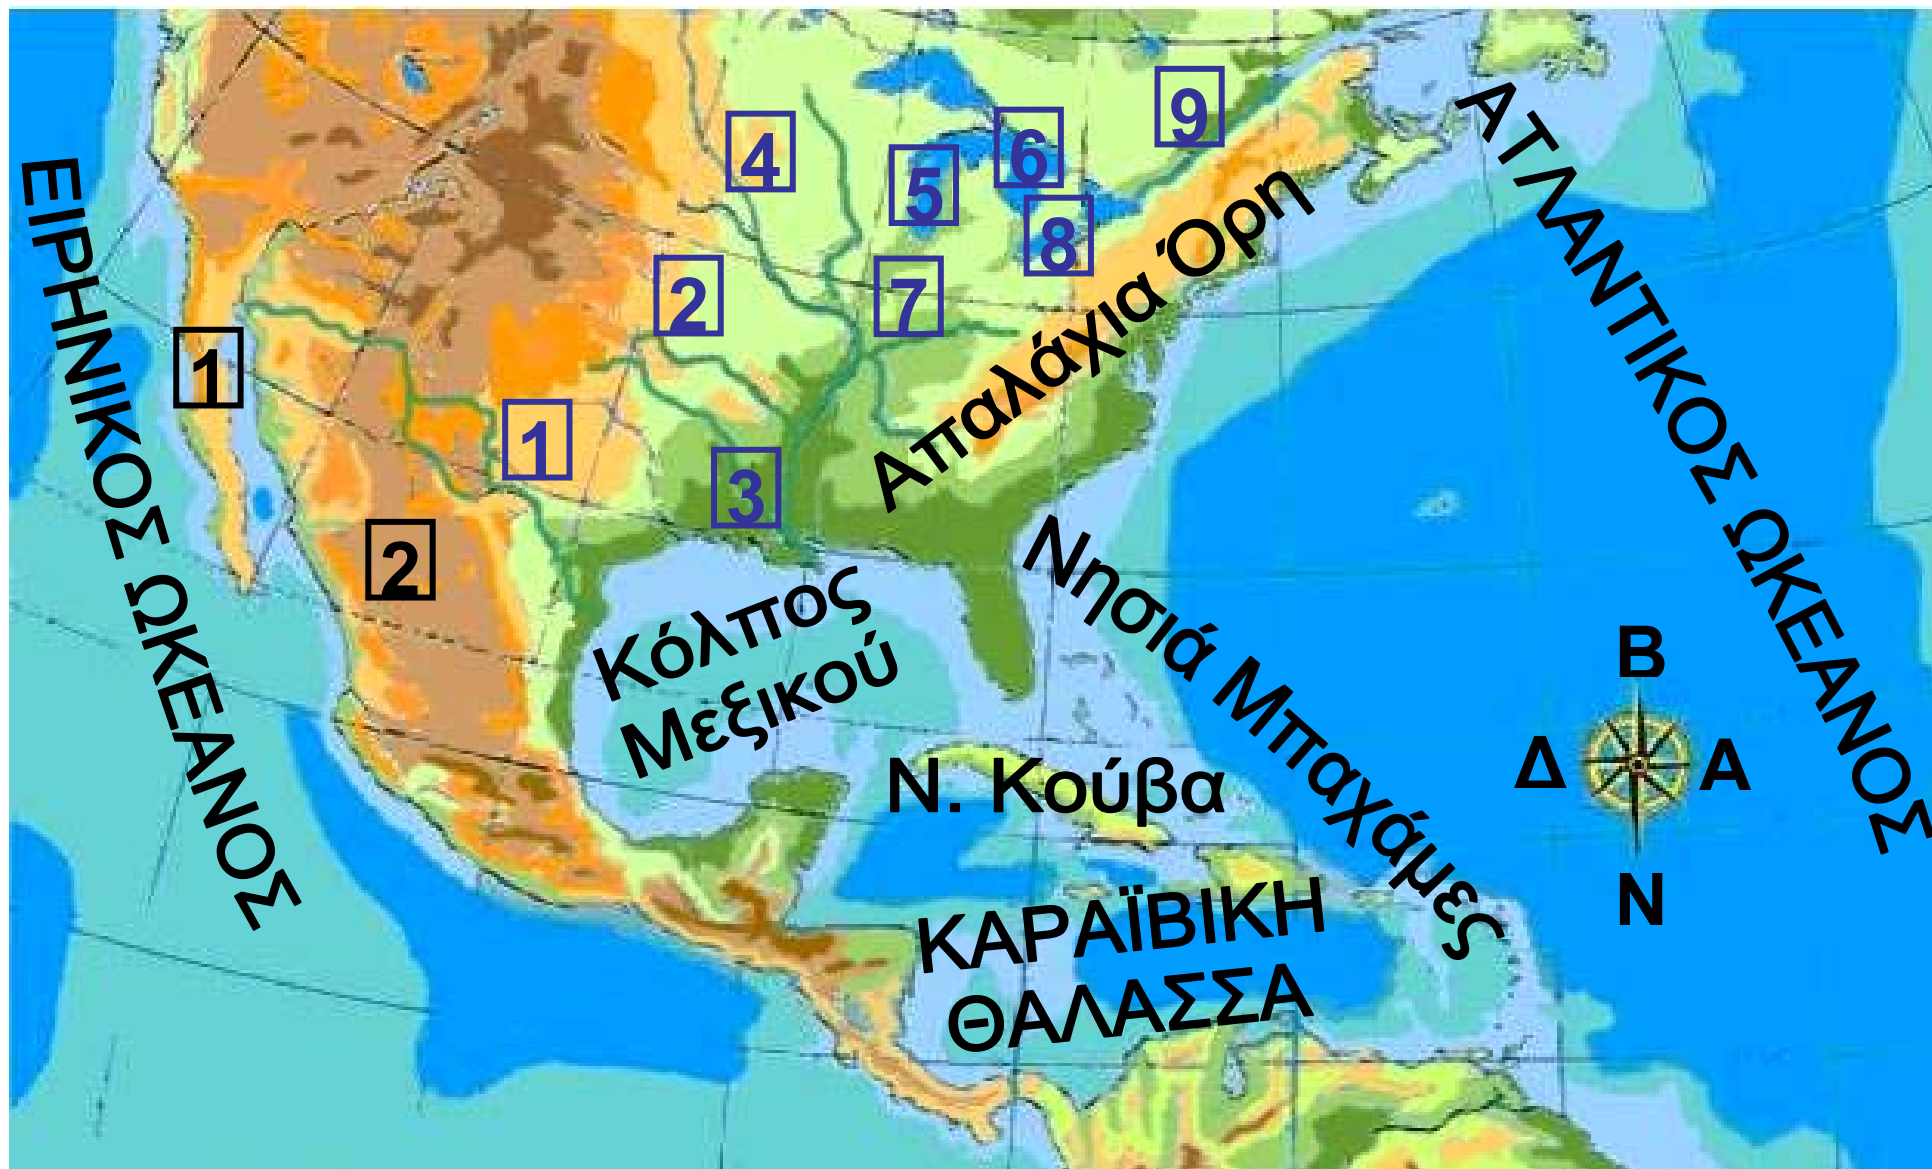 ΕΙΡΗΝΙΚΟΣ ΩΚΕΑΝΟΣ
ΑΤΛΑΝΤΙΚΟΣ ΩΚΕΑΝΟΣ
9
4
6
5
8
2
7
1
1
3
2
Απαλάχια Όρη
Κόλπος
Μεξικού
Νησιά Μπαχάμες
Ν. Κούβα
ΚΑΡΑΪΒΙΚΗ
ΘΑΛΑΣΣΑ
Β
Δ
Α
Ν